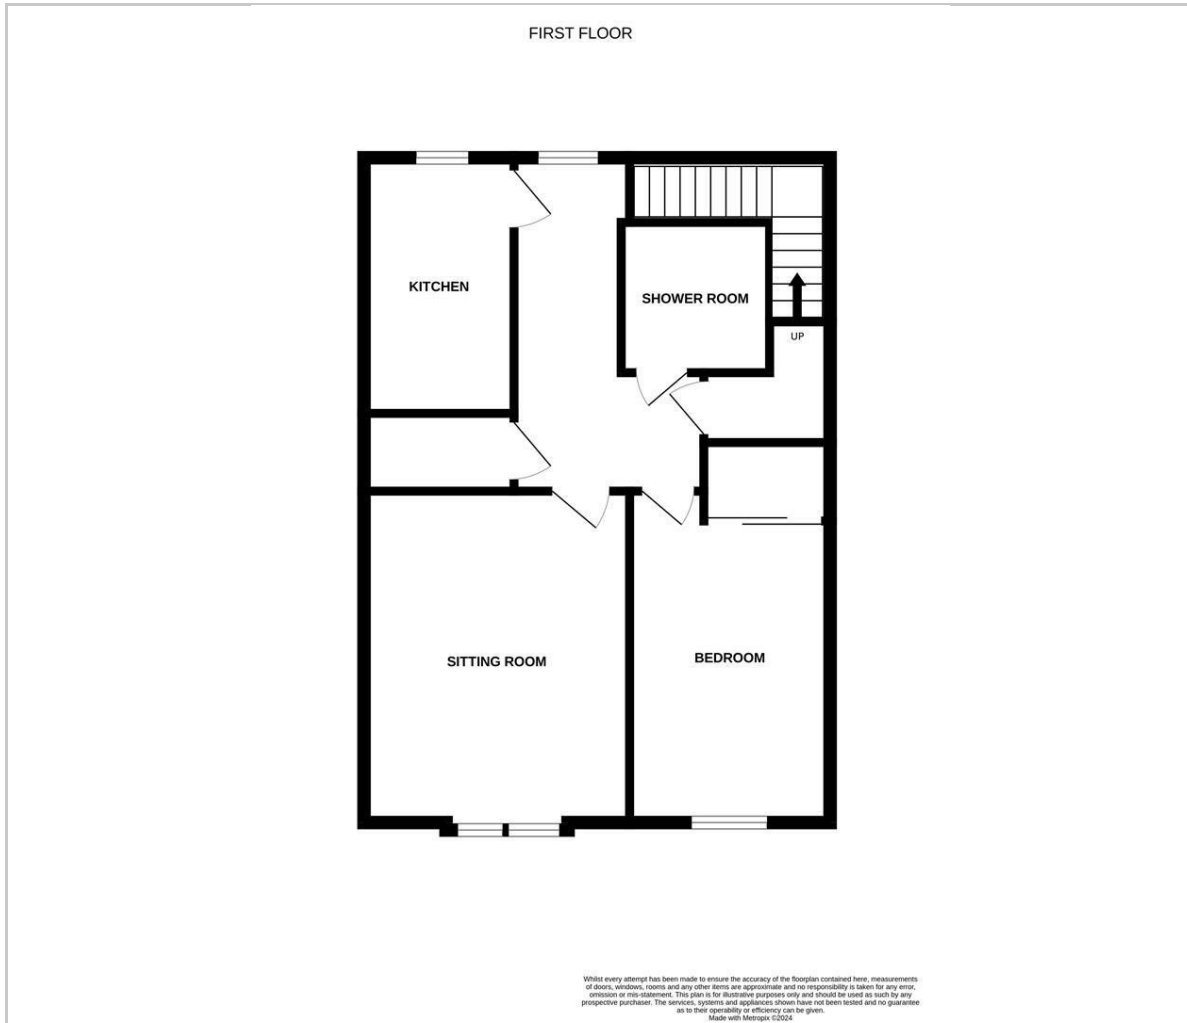 FIRST FLOOR
KITCHEN
SHOWER ROOM
UP
SITTING ROOM
BEDROOM
Whilst every attempt has been made to ensure the accuracy of the floorplan contained here, measurements
of doors, windows, rooms and any other items are approximate and no responsibility is taken for any error,
omission or mis-statement. This plan is for illustrative purposes only and should be used as such by any
prospective purchaser. The services, systems and appliances shown have not been tested and no guarantee
as to their operability or efficiency can be given.
Made with Metropix ©2024